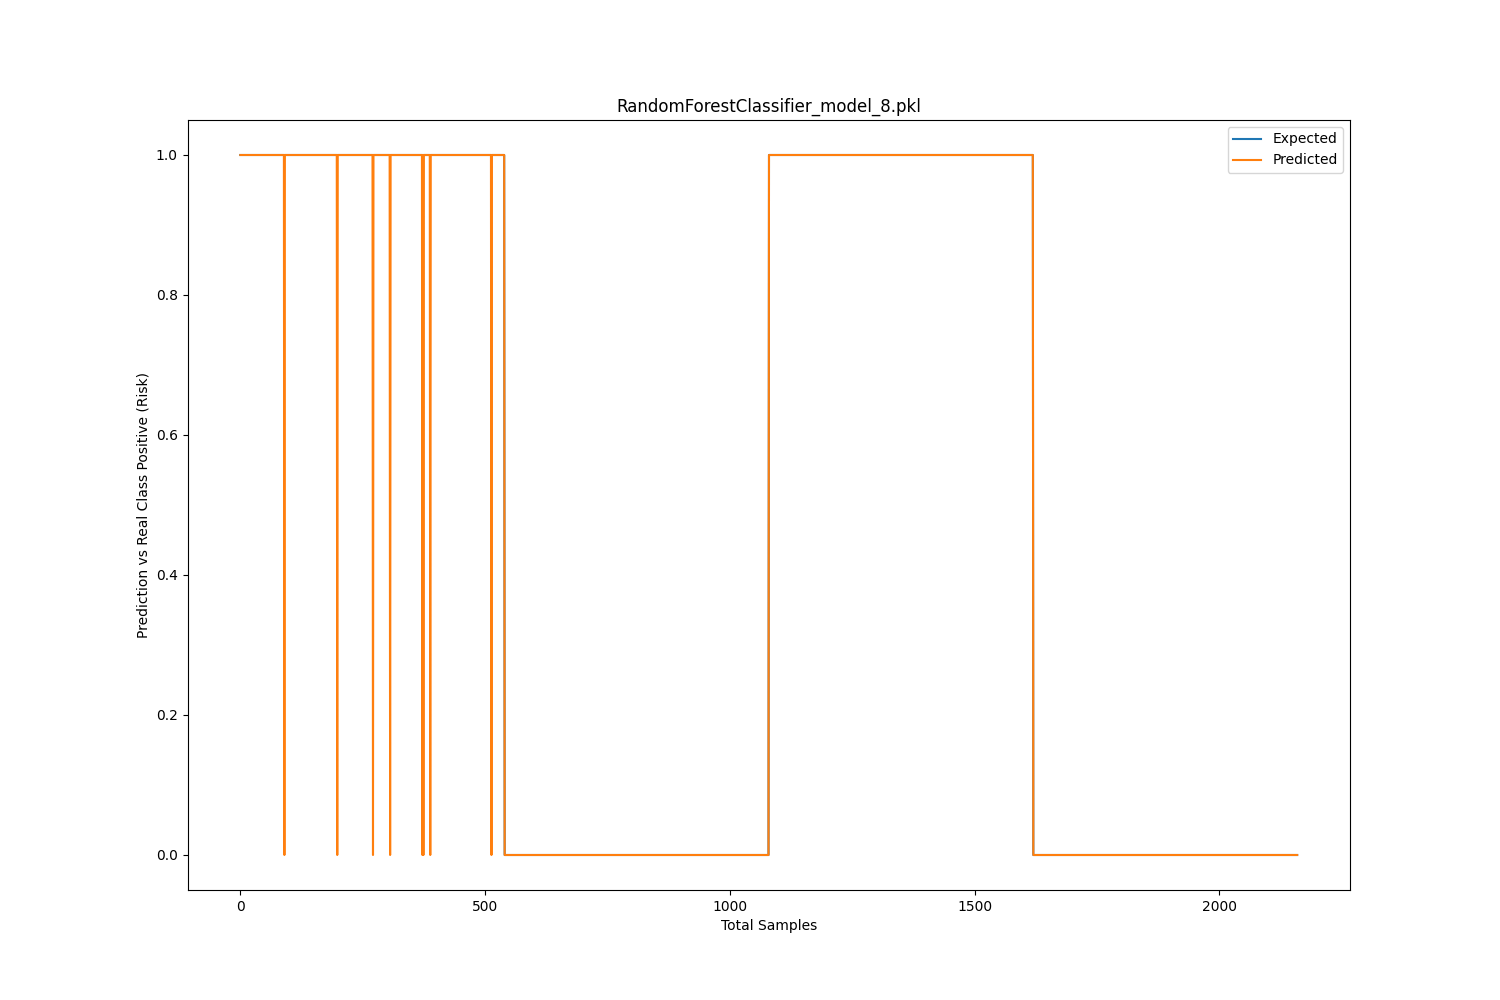 RandomForestClassifier_model_8.pkl
Expected
Predicted
1.0
0.8
0.6
0.4
0.2
0.0
Prediction vs Real Class Positive (Risk)
0
500
1000
1500
2000
Total Samples